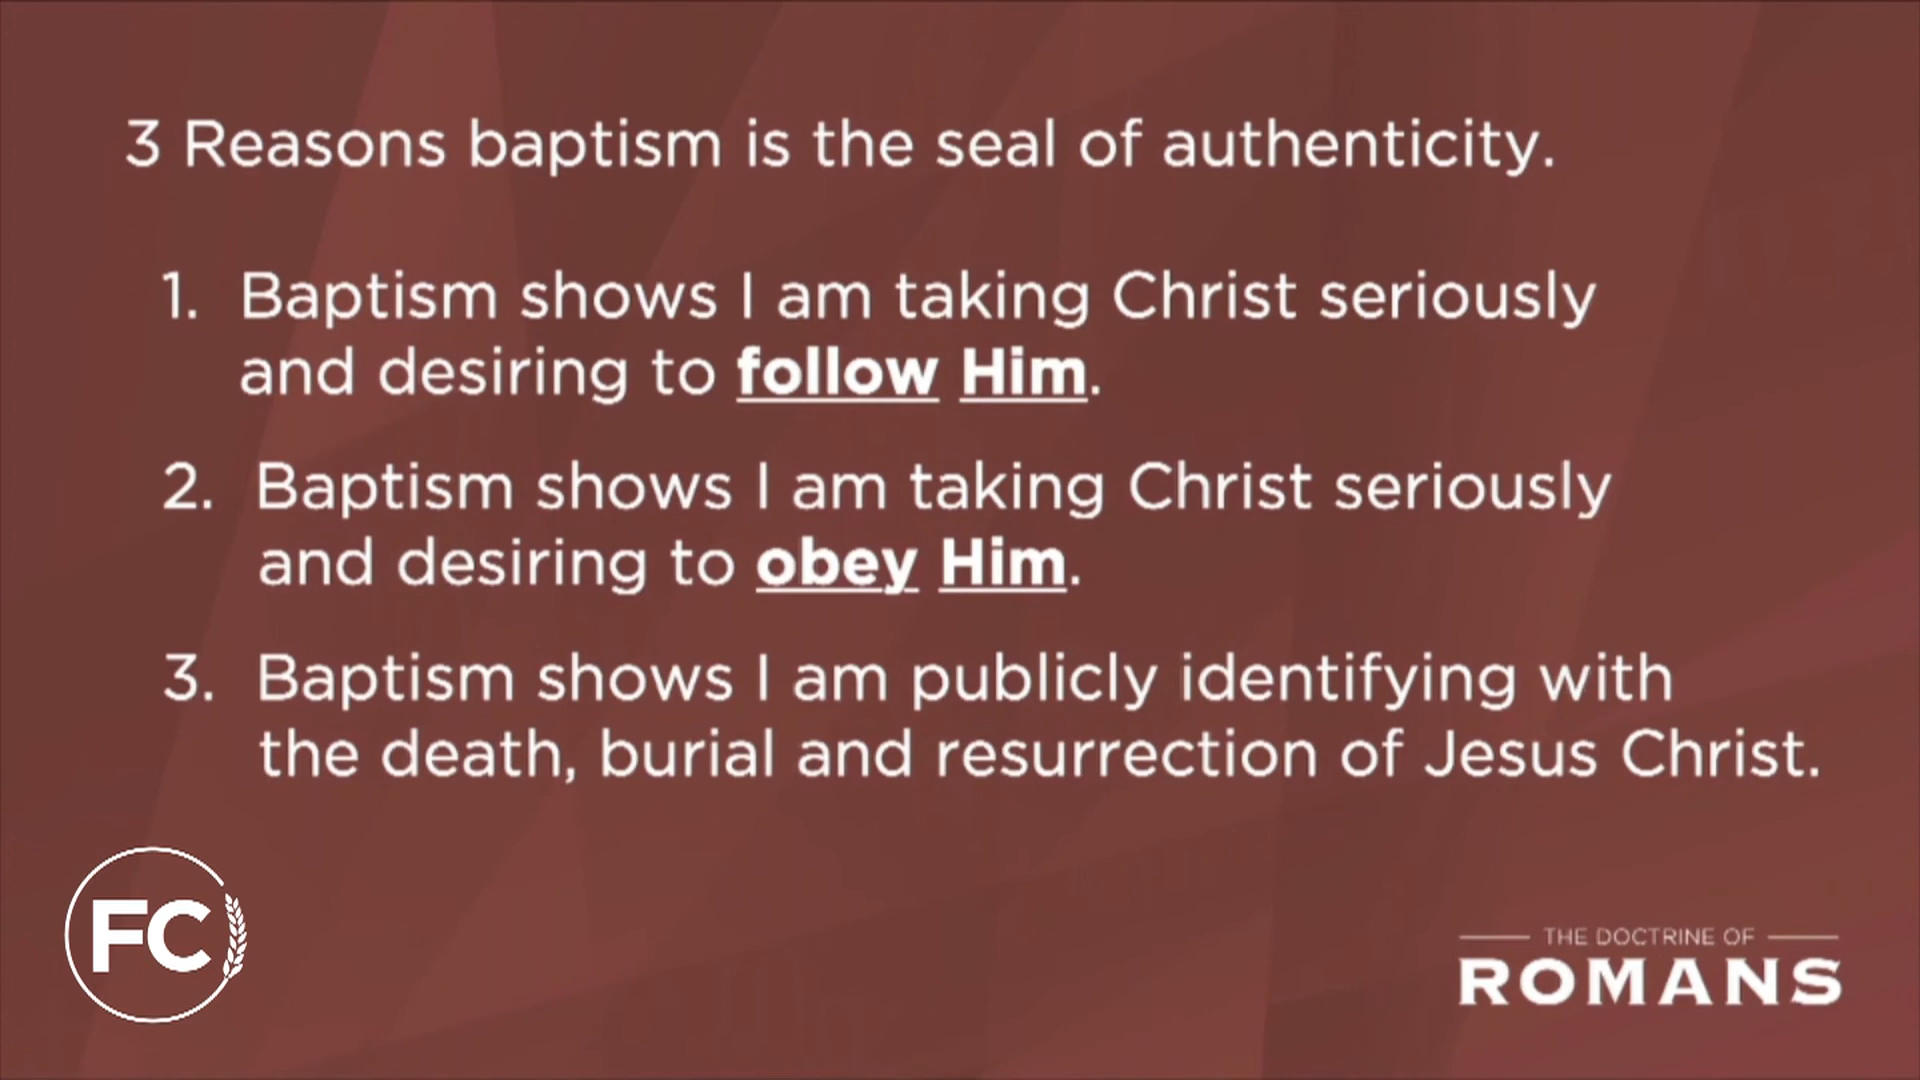 3 Reasons baptism is the seal of authenticity.
1. Baptism shows I am taking Christ seriously
and desiring to follow Him.
2. Baptism shows I am taking Christ seriously
and desiring to obey Him.
3. Baptism shows I am publicly identifying with
the death, burial and resurrection of Jesus Christ.
FC
THE DOCTRINE OF
ROMANS